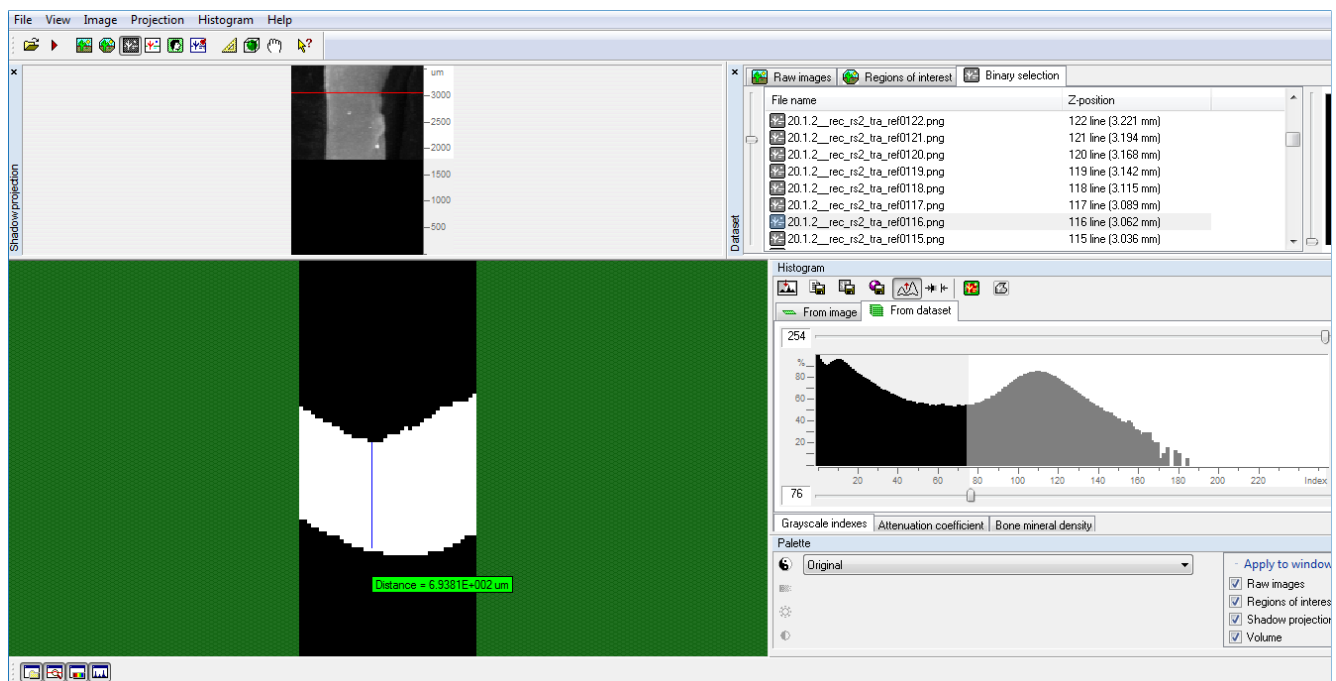 File View Image Projection Histogram Help
×
um
3000
2500
2000
1500
1000
500
Shadow projection
×
Raw images Regions of interest Binary selection
File name Z-position
20.1.2__rec_rs2_tra_ref0122.png 122 line (3.221 mm)
20.1.2__rec_rs2_tra_ref0121.png 121 line (3.194 mm)
20.1.2__rec_rs2_tra_ref0120.png 120 line (3.168 mm)
20.1.2__rec_rs2_tra_ref0119.png 119 line (3.142 mm)
20.1.2__rec_rs2_tra_ref0118.png 118 line (3.115 mm)
20.1.2__rec_rs2_tra_ref0117.png 117 line (3.089 mm)
20.1.2__rec_rs2_tra_ref0116.png 116 line (3.062 mm)
20.1.2__rec_rs2_tra_ref0115.png 115 line (3.036 mm)
Dataset
Distance = 6.9381E+002 um
Histogram
From image From dataset
254
%
80
60
40
20
20 40 60 80 100 120 140 160 180 200 220 Index
76
Grayscale indexes Attenuation coefficient Bone mineral density
Palette
Original
Apply to window
Raw images
Regions of interes
Shadow projection
Volume